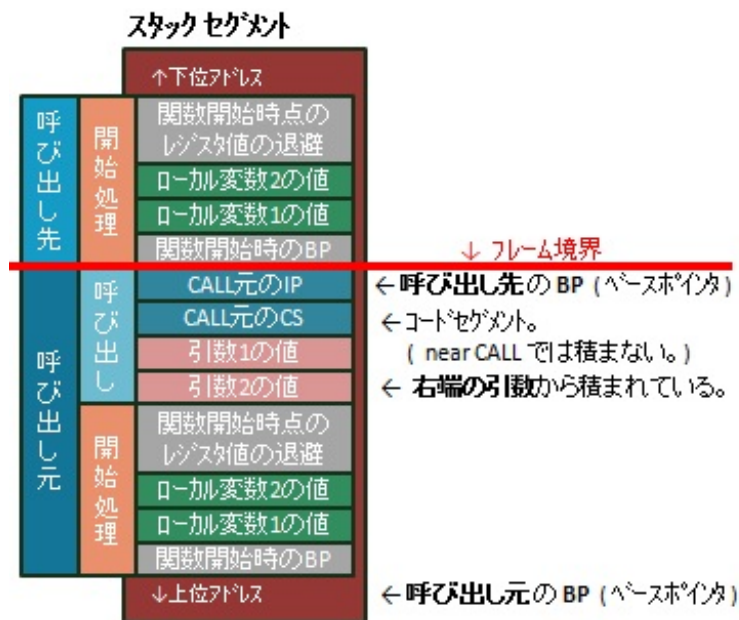 スタック セグメント
↑下位アドレス
呼び出し先
開始処理
関数開始時点の
レジスタ値の退避
ローカル変数2の値
ローカル変数1の値
関数開始時のBP
↓ フレーム境界
呼び出し元
呼び出し
CALL元のIP
←呼び出し先のBP(ベースポインタ)
CALL元のCS
←コードセグメント。
(near CALLでは積まない。)
引数1の値
引数2の値
← 右端の引数から積まれている。
開始処理
関数開始時点の
レジスタ値の退避
ローカル変数2の値
ローカル変数1の値
関数開始時のBP
↓上位アドレス
←呼び出し元のBP(ベースポインタ)